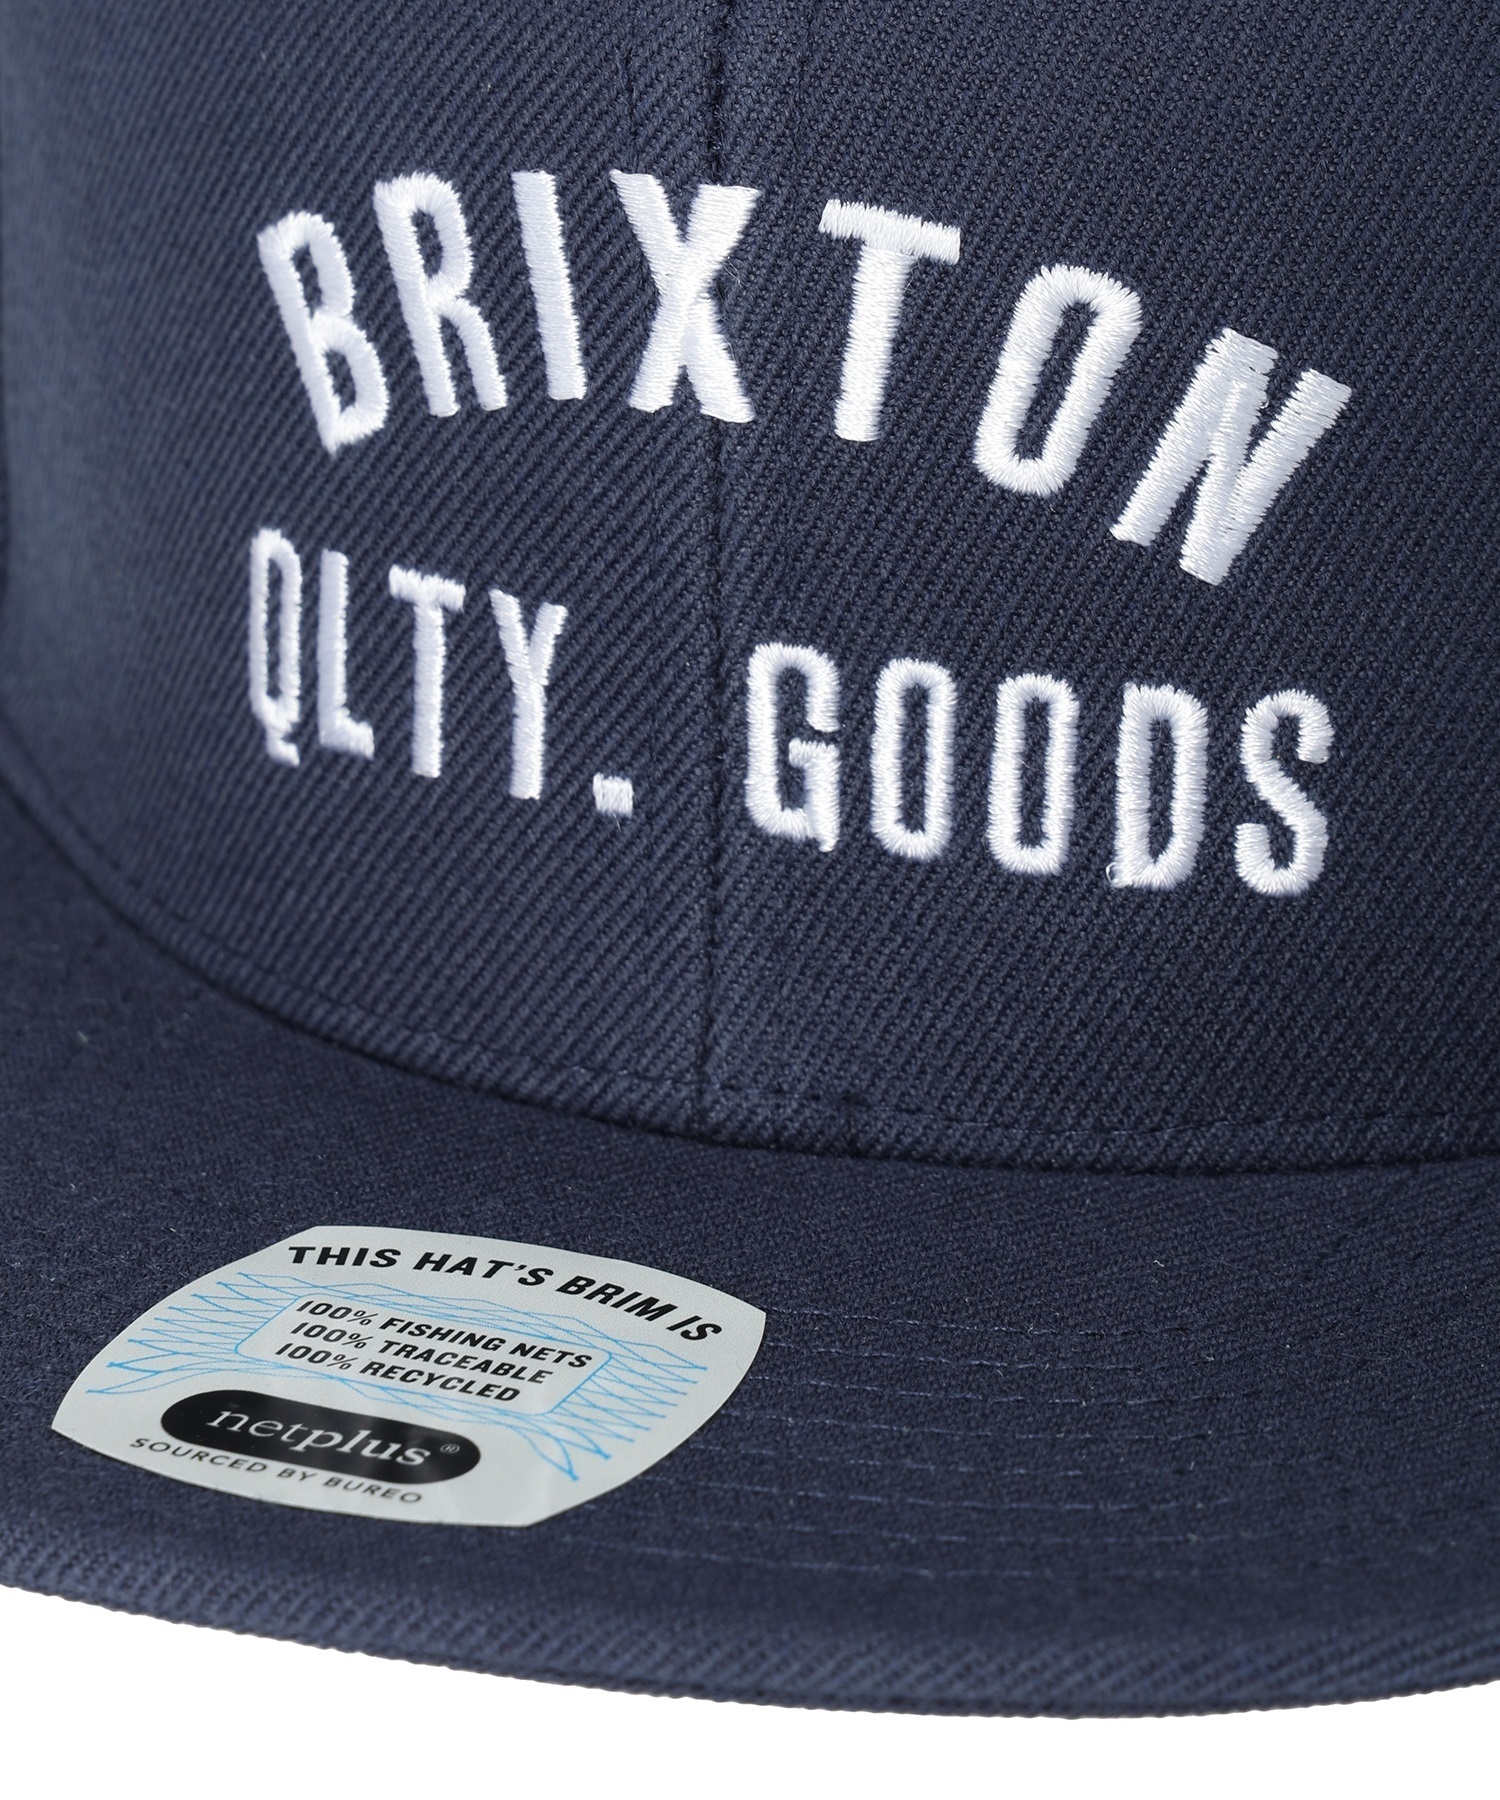 BRIXTON
QLTY. GOODS
THIS HAT'S BRIM IS
100% FISHING NETS
100% TRACEABLE
100% RECYCLED
netplus®
SOURCED BY BUREO